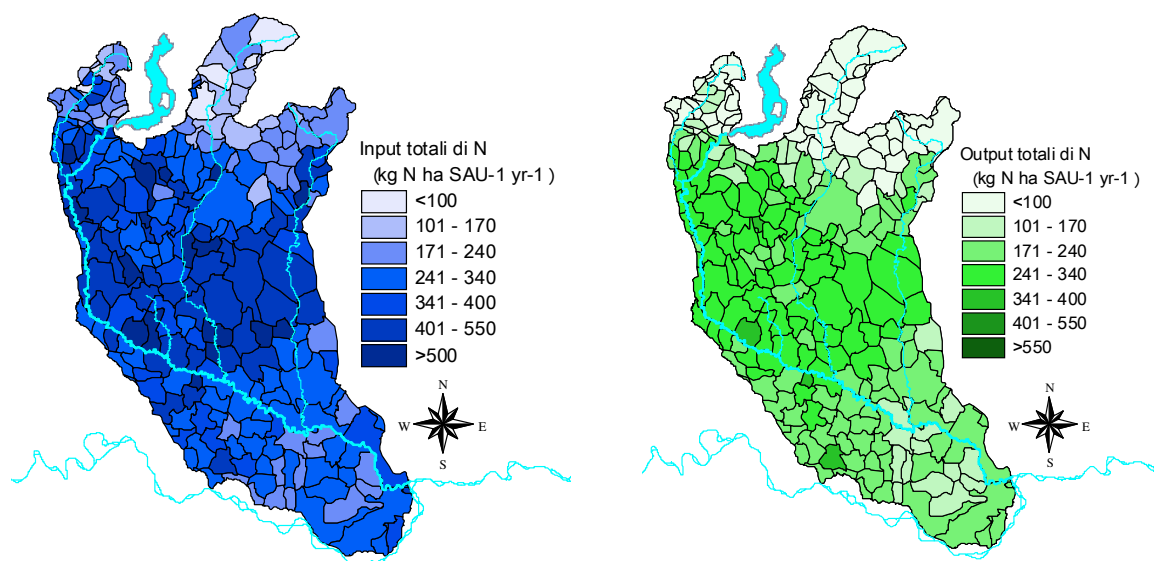 Input totali di N
(kg N ha SAU-1 yr-1 )
<100
101 - 170
171 - 240
241 - 340
341 - 400
401 - 550
>500
N
W
E
S
Output totali di N
(kg N ha SAU-1 yr-1 )
<100
101 - 170
171 - 240
241 - 340
341 - 400
401 - 550
>550
N
W
E
S